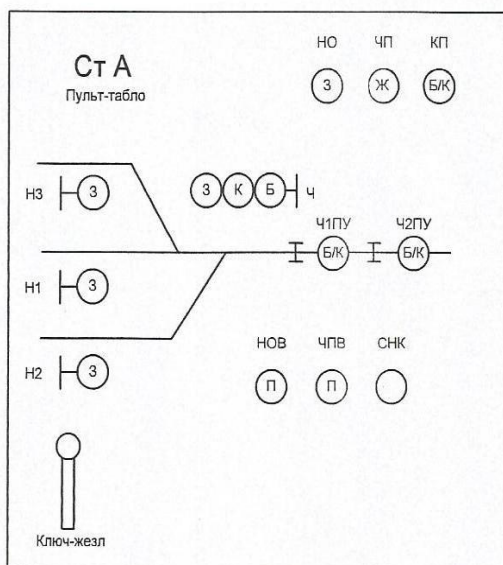 Ст А
Пульт-табло
НО ЧП КП
З Ж Б/К
Н3 З
З К Б Ч
Ч1ПУ Ч2ПУ
Б/К Б/К
Н1 З
НОВ ЧПВ СНК
П П
Н2 З
Ключ-жезл